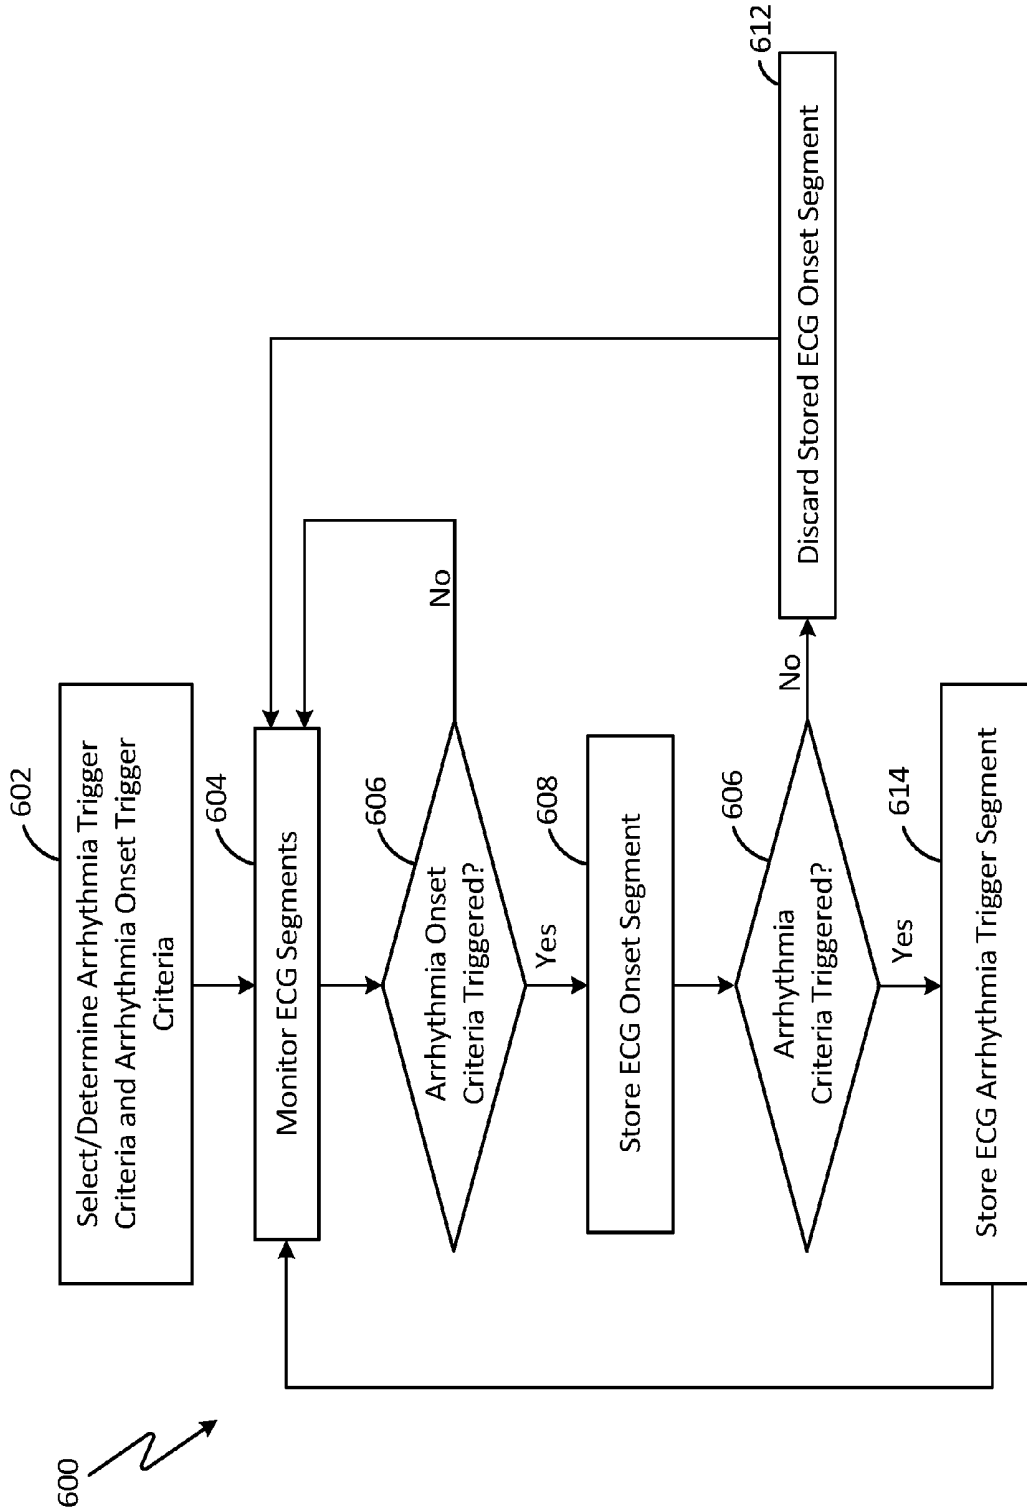 600
602
Select/Determine Arrhythmia Trigger
Criteria and Arrhythmia Onset Trigger
Criteria
604
Monitor ECG Segments
606
Arrhythmia Onset
Criteria Triggered?
No
Yes
608
Store ECG Onset Segment
606
Arrhythmia
Criteria Triggered?
No
612
Discard Stored ECG Onset Segment
Yes
614
Store ECG Arrhythmia Trigger Segment